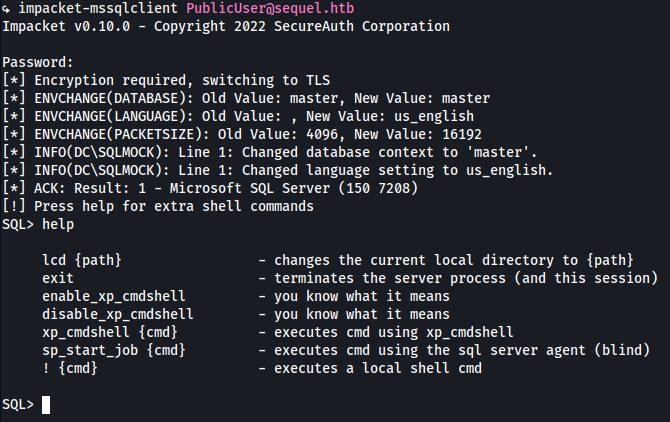 ↪ impacket-mssqlclient PublicUser@sequel.htb
Impacket v0.10.0 - Copyright 2022 SecureAuth Corporation

Password:
[*] Encryption required, switching to TLS
[*] ENVCHANGE(DATABASE): Old Value: master, New Value: master
[*] ENVCHANGE(LANGUAGE): Old Value: , New Value: us_english
[*] ENVCHANGE(PACKETSIZE): Old Value: 4096, New Value: 16192
[*] INFO(DC\SQLMOCK): Line 1: Changed database context to 'master'.
[*] INFO(DC\SQLMOCK): Line 1: Changed language setting to us_english.
[*] ACK: Result: 1 - Microsoft SQL Server (150 7208)
[!] Press help for extra shell commands
SQL> help

     lcd {path}                 - changes the current local directory to {path}
     exit                       - terminates the server process (and this session)
     enable_xp_cmdshell         - you know what it means
     disable_xp_cmdshell        - you know what it means
     xp_cmdshell {cmd}          - executes cmd using xp_cmdshell
     sp_start_job {cmd}         - executes cmd using the sql server agent (blind)
     ! {cmd}                    - executes a local shell cmd

SQL>